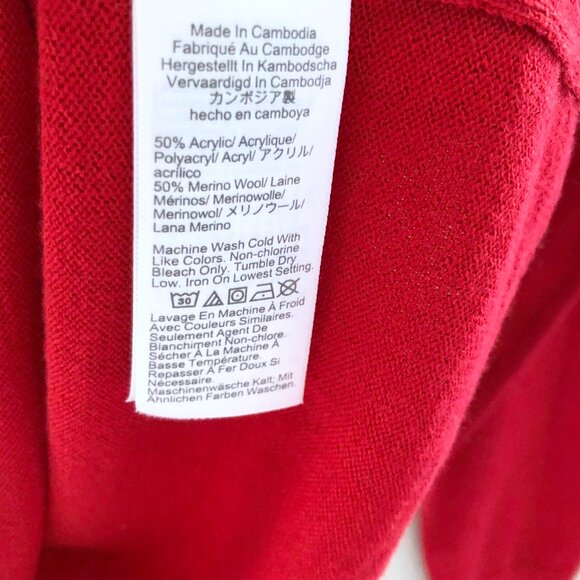 Made In Cambodia
Fabriqué Au Cambodge
Hergestellt In Kambodscha
Vervaardigd In Cambodja
カンボジア製
hecho en camboya
50% Acrylic/ Acrylique/
Polyacryl/ Acryl/ アクリル/
acrílico
50% Merino Wool/ Laine
Mérinos/ Merinowolle/
Merinowol/ メリノウール/
Lana Merino
Machine Wash Cold With
Like Colors. Non-chlorine
Bleach Only. Tumble Dry
Low. Iron On Lowest Setting.
30
Lavage En Machine À Froid
Avec Couleurs Similaires.
Seulement Agent De
Blanchiment Non-chlore.
Sécher À La Machine À
Basse Température.
Repasser À Fer Doux Si
Nécessaire.
Maschinenwäsche Kalt; Mit
Ähnlichen Farben Waschen.